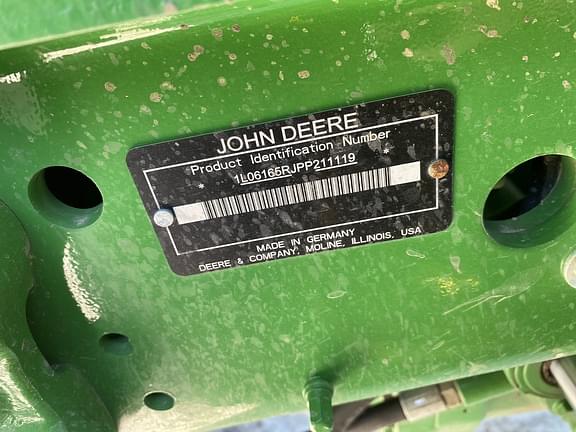 JOHN DEERE
Product Identification Number
* 1L06165RJPP211119 *
MADE IN GERMANY
DEERE & COMPANY, MOLINE, ILLINOIS, USA